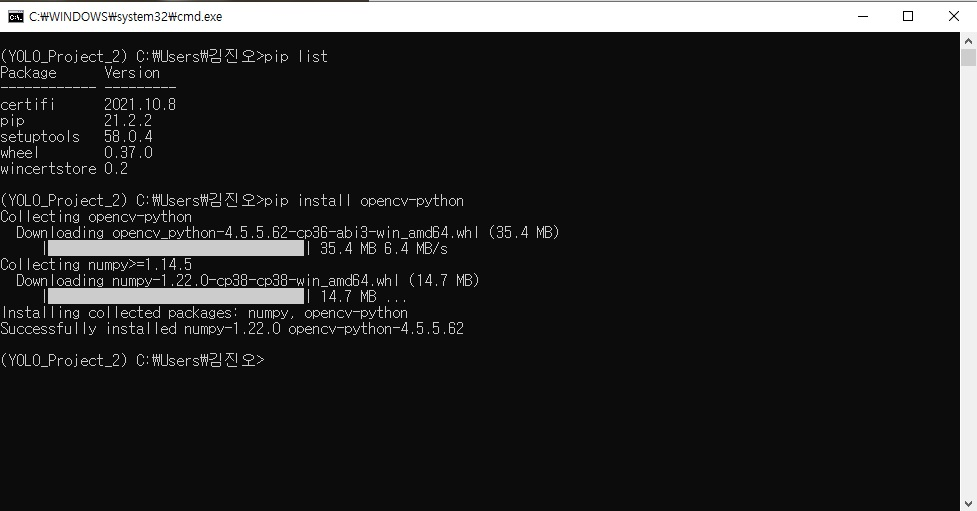 C:₩WINDOWS₩system32₩cmd.exe
(YOLO_Project_2) C:₩Users₩김진오>pip list
Package      Version
------------ ---------
certifi      2021.10.8
pip          21.2.2
setuptools   58.0.4
wheel        0.37.0
wincertstore 0.2
(YOLO_Project_2) C:₩Users₩김진오>pip install opencv-python
Collecting opencv-python
  Downloading opencv_python-4.5.5.62-cp36-abi3-win_amd64.whl (35.4 MB)
     |████████████████████████████████| 35.4 MB 6.4 MB/s
Collecting numpy>=1.14.5
  Downloading numpy-1.22.0-cp38-cp38-win_amd64.whl (14.7 MB)
     |████████████████████████████████| 14.7 MB ...
Installing collected packages: numpy, opencv-python
Successfully installed numpy-1.22.0 opencv-python-4.5.5.62
(YOLO_Project_2) C:₩Users₩김진오>